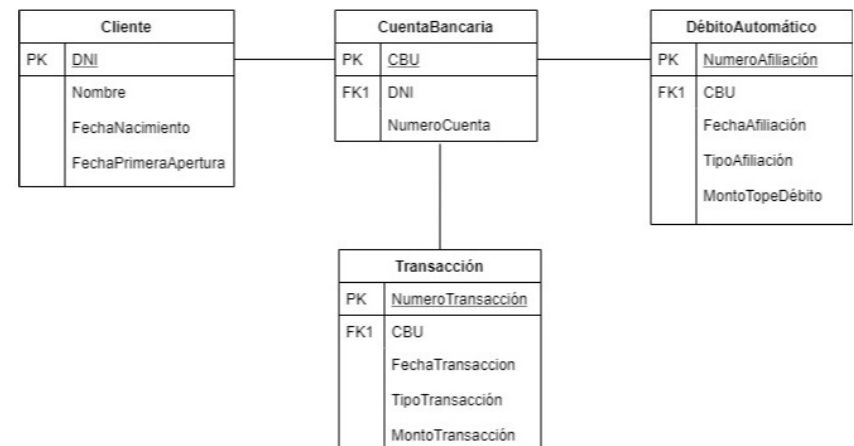 Cliente
PK DNI
Nombre
FechaNacimiento
FechaPrimeraApertura
CuentaBancaria
PK CBU
FK1 DNI
NumeroCuenta
DébitoAutomático
PK NumeroAfiliación
FK1 CBU
FechaAfiliación
TipoAfiliación
MontoTopeDébito
Transacción
PK NumeroTransacción
FK1 CBU
FechaTransaccion
TipoTransacción
MontoTransacción